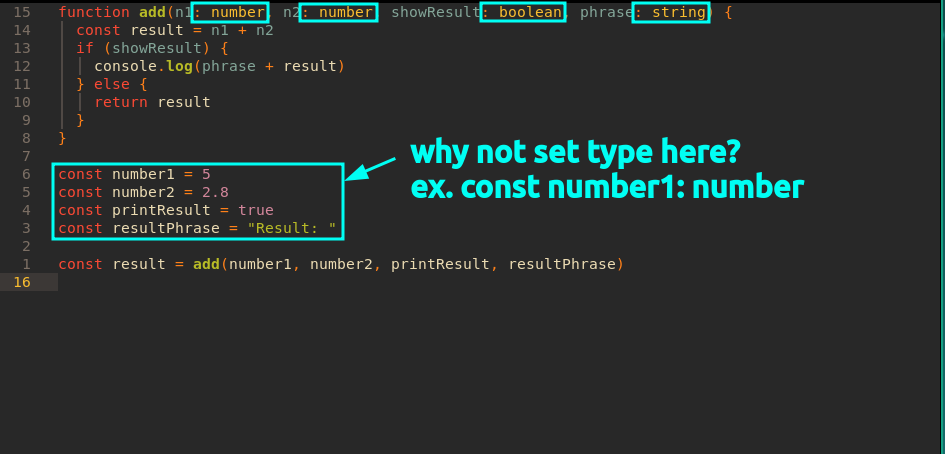 15 function add(n1: number, n2: number, showResult: boolean, phrase: string) {
14 const result = n1 + n2
13 if (showResult) {
12 console.log(phrase + result)
11 } else {
10 return result
9 }
8 }
7
why not set type here?
6 const number1 = 5
ex. const number1: number
5 const number2 = 2.8
4 const printResult = true
3 const resultPhrase = "Result: "
2
1 const result = add(number1, number2, printResult, resultPhrase)
16